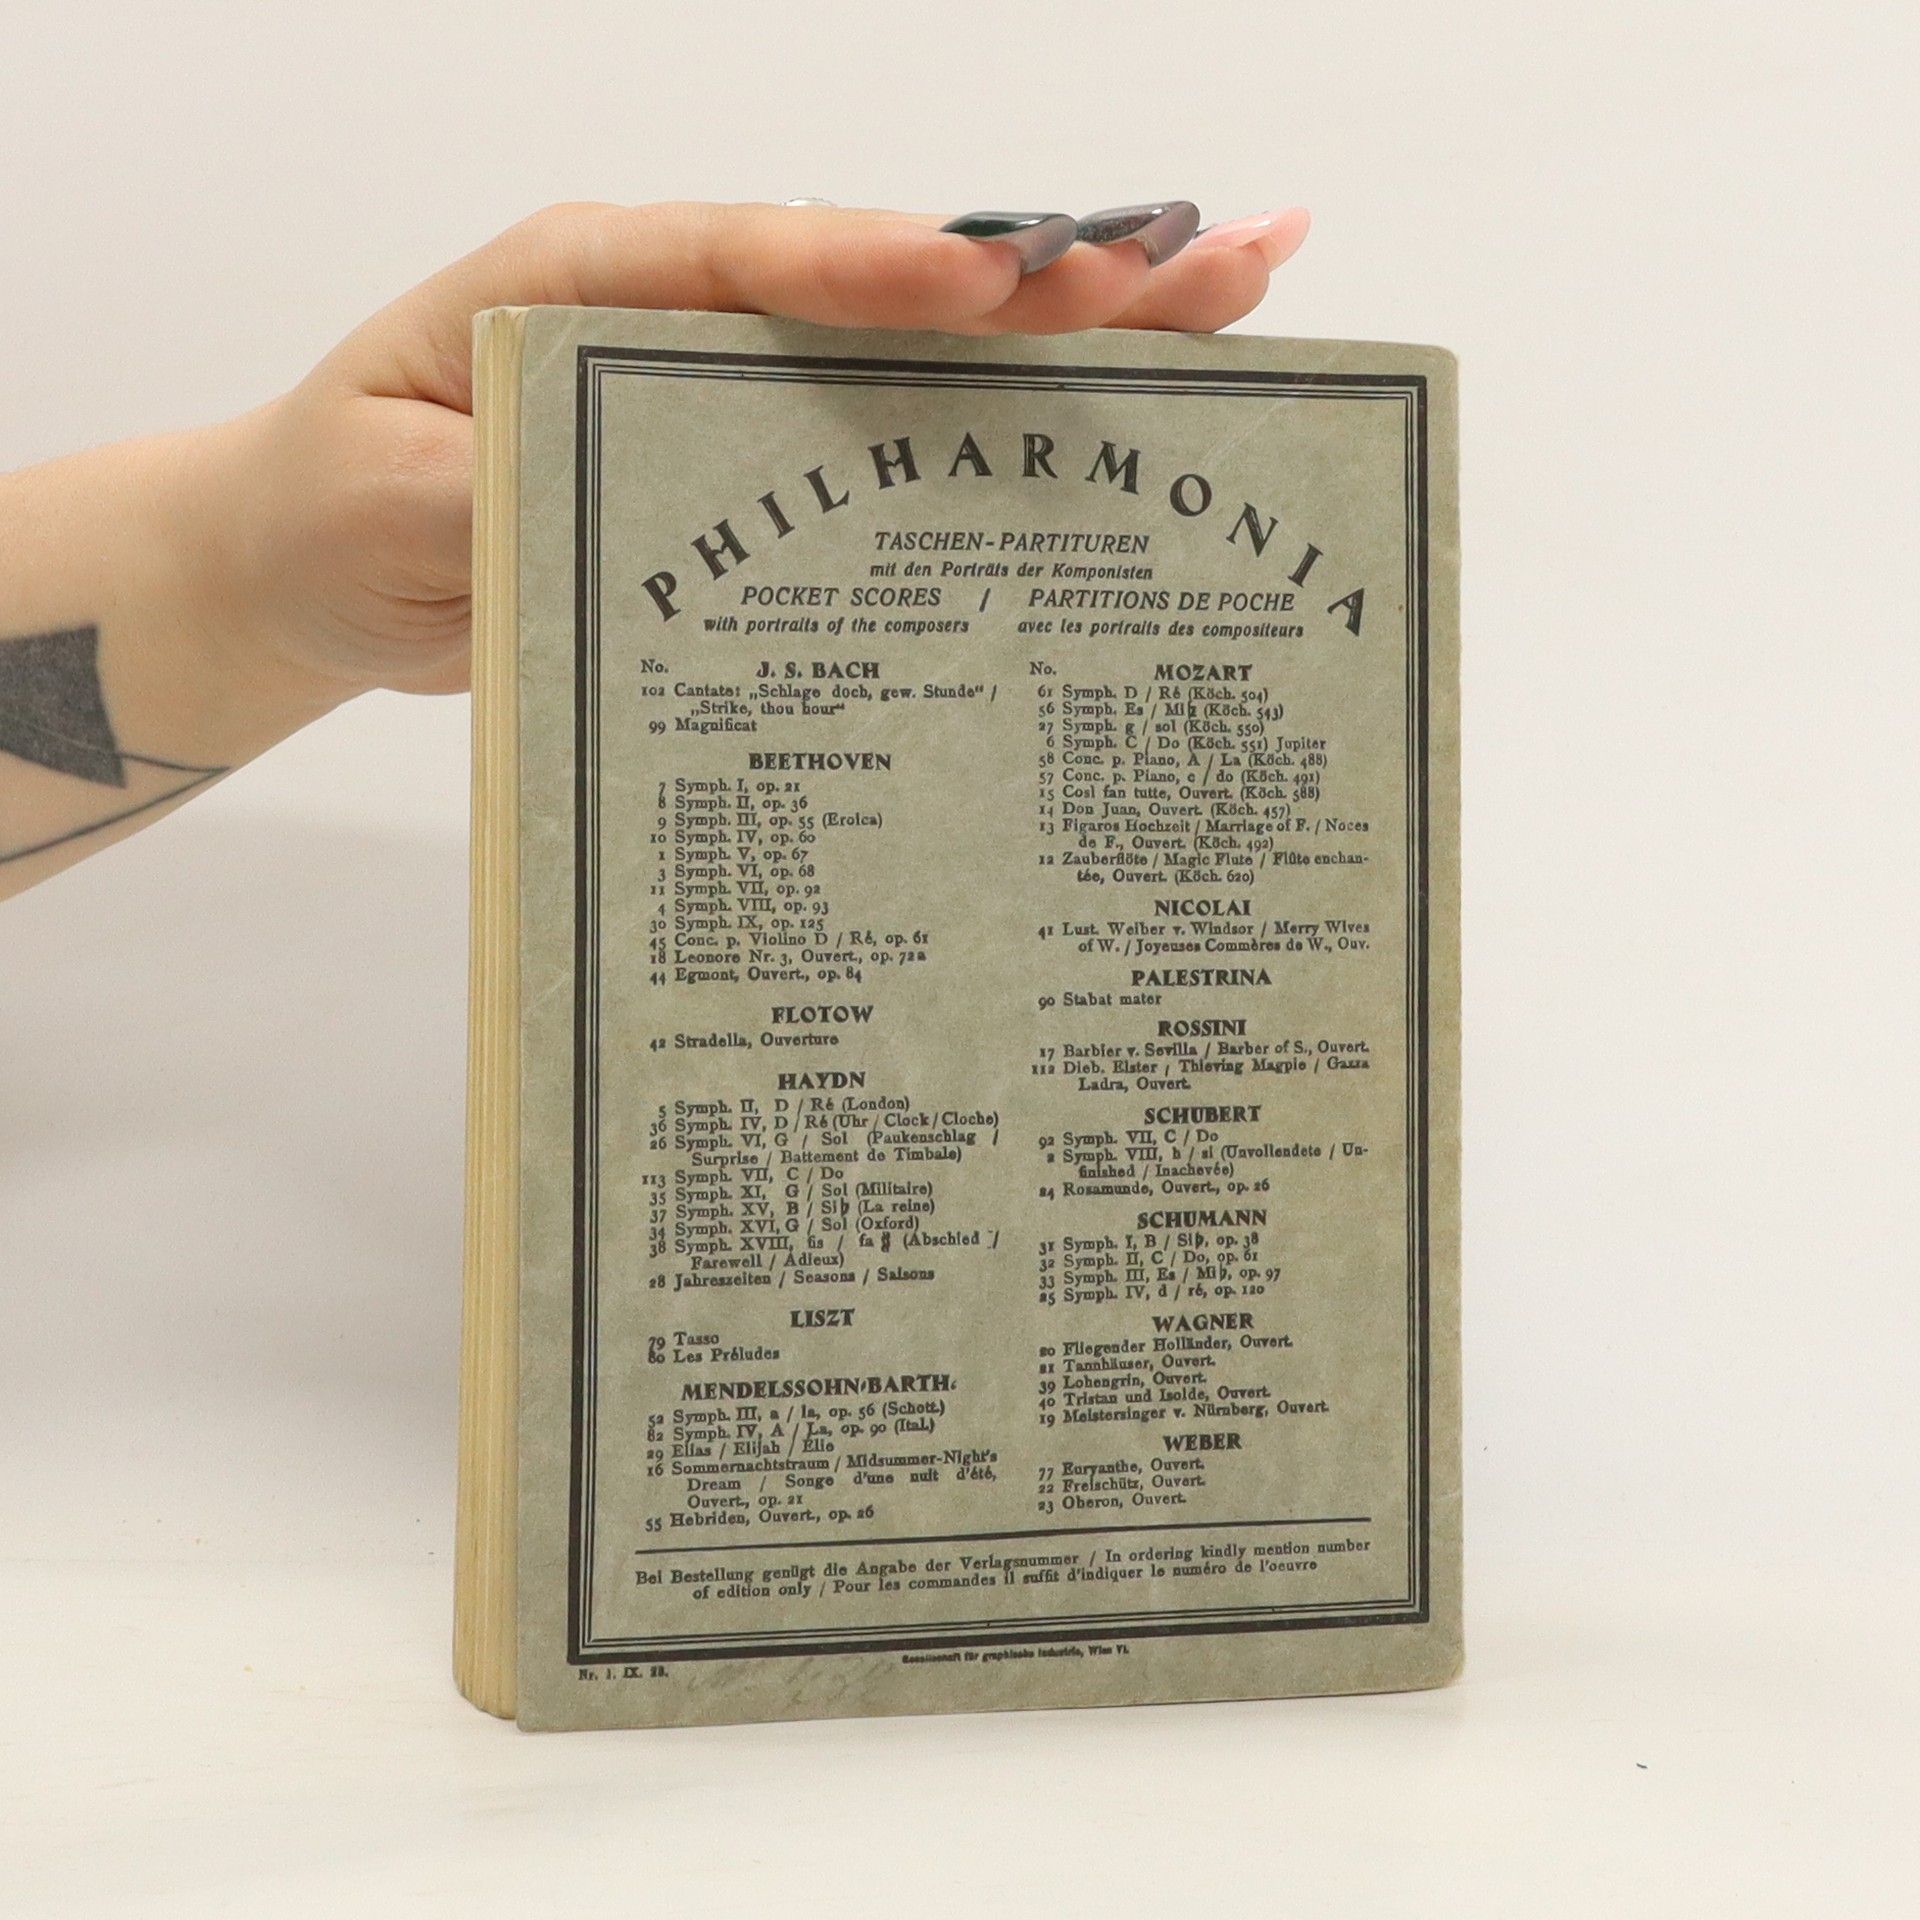 PHILHARMONIA
TASCHEN-PARTITUREN
mit den Porträts der Komponisten
POCKET SCORES / PARTITIONS DE POCHE
with portraits of the composers avec les portraits des compositeurs
No. J. S. BACH
102 Cantate: „Schlage doch, gew. Stunde“ /
„Strike, thou hour“
99 Magnificat
BEETHOVEN
7 Symph. I, op. 21
8 Symph. II, op. 36
9 Symph. III, op. 55 (Eroica)
10 Symph. IV, op. 60
1 Symph. V, op. 67
3 Symph. VI, op. 68
11 Symph. VII, op. 92
4 Symph. VIII, op. 93
30 Symph. IX, op. 125
45 Conc. p. Violino D / Ré, op. 61
18 Leonore Nr. 3, Ouvert., op. 72a
44 Egmont, Ouvert., op. 84
FLOTOW
42 Stradella, Ouverture
HAYDN
5 Symph. II, D / Ré (London)
36 Symph. IV, D / Ré (Uhr / Clock / Cloche)
26 Symph. VI, G / Sol (Paukenschlag /
Surprise / Battement de Timbale)
113 Symph. VII, C / Do
35 Symph. XI, G / Sol (Militaire)
37 Symph. XV, B / Si♭ (La reine)
34 Symph. XVI, G / Sol (Oxford)
38 Symph. XVIII, fis / fa ♯ (Abschied /
Farewell / Adieux)
28 Jahreszeiten / Seasons / Saisons
LISZT
79 Tasso
80 Les Préludes
MENDELSSOHN-BARTH.
52 Symph. III, a / la, op. 56 (Schott.)
82 Symph. IV, A / La, op. 90 (Ital.)
29 Elias / Elijah / Élie
16 Sommernachtstraum / Midsummer-Night's
Dream / Songe d'une nuit d'été,
Ouvert., op. 21
55 Hebriden, Ouvert., op. 26
No. MOZART
61 Symph. D / Ré (Köch. 504)
56 Symph. Es / Mi♭ (Köch. 543)
27 Symph. g / sol (Köch. 550)
6 Symph. C / Do (Köch. 551) Jupiter
58 Conc. p. Piano, A / La (Köch. 488)
57 Conc. p. Piano, c / do (Köch. 491)
15 Cosi fan tutte, Ouvert. (Köch. 588)
14 Don Juan, Ouvert. (Köch. 457)
13 Figaros Hochzeit / Marriage of F. / Noces
de F., Ouvert. (Köch. 492)
12 Zauberflöte / Magic Flute / Flûte enchan-
tée, Ouvert. (Köch. 620)
NICOLAI
41 Lust. Weiber v. Windsor / Merry Wives
of W. / Joyeuses Commères de W., Ouv.
PALESTRINA
90 Stabat mater
ROSSINI
17 Barbier v. Sevilla / Barber of S., Ouvert.
112 Dieb. Elster / Thieving Magpie / Gazza
Ladra, Ouvert.
SCHUBERT
92 Symph. VII, C / Do
2 Symph. VIII, h / si (Unvollendete / Un-
finished / Inachevée)
24 Rosamunde, Ouvert., op. 26
SCHUMANN
31 Symph. I, B / Si♭, op. 38
32 Symph. II, C / Do, op. 61
33 Symph. III, Es / Mi♭, op. 97
25 Symph. IV, d / ré, op. 120
WAGNER
20 Fliegender Holländer, Ouvert.
21 Tannhäuser, Ouvert.
39 Lohengrin, Ouvert.
40 Tristan und Isolde, Ouvert.
19 Meistersinger v. Nürnberg, Ouvert.
WEBER
77 Euryanthe, Ouvert.
22 Freischütz, Ouvert.
23 Oberon, Ouvert.
Bei Bestellung genügt die Angabe der Verlagsnummer / In ordering kindly mention number
of edition only / Pour les commandes il suffit d'indiquer le numéro de l'oeuvre
Nr. 1. IX. 23.
Gesellschaft für graphische Industrie, Wien VI.